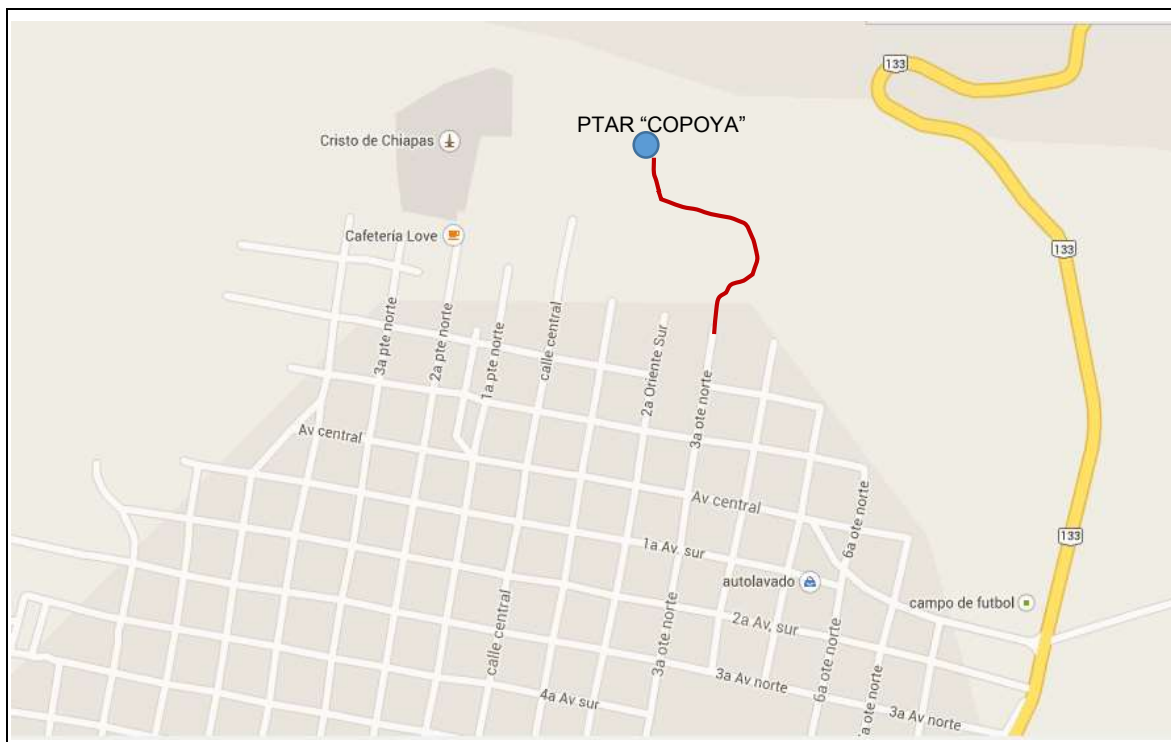 133
PTAR “COPOYA”
Cristo de Chiapas
Cafetería Love
133
3a pte norte
2a pte norte
1a pte norte
calle central
2a Oriente Sur
3a ote norte
Av central
Av central
6a ote norte
133
1a Av. sur
autolavado
campo de futbol
calle central
3a ote norte
2a Av, sur
6a ote norte
3a Av norte
4a Av sur
3a Av norte